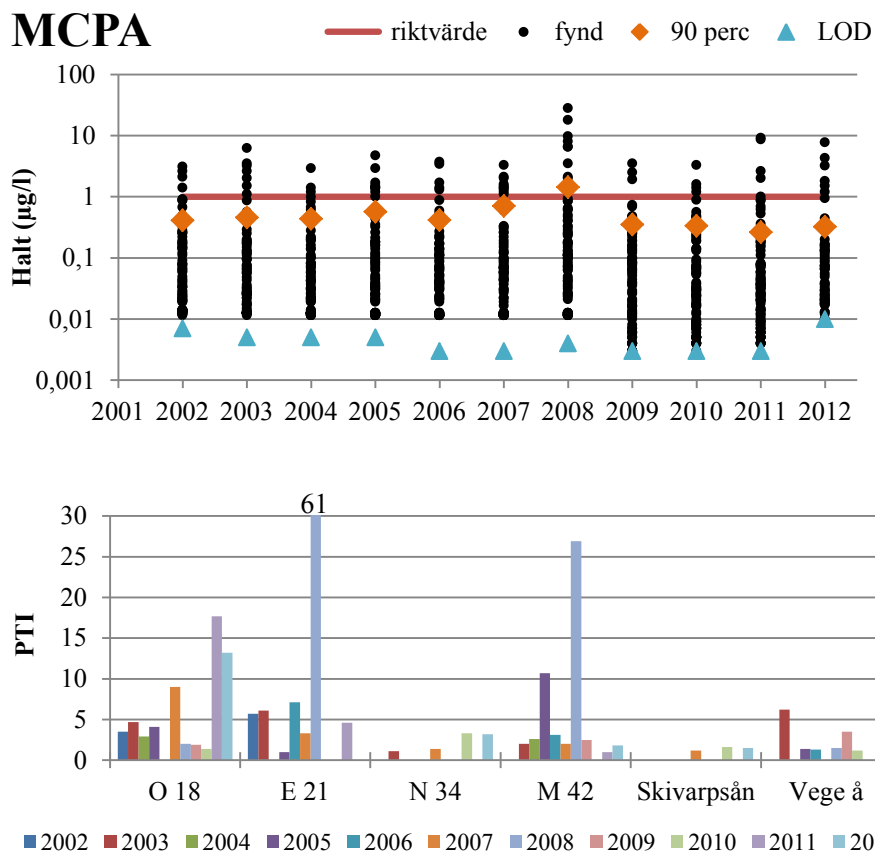 MCPA
riktvärde fynd 90 perc LOD
Halt (µg/l)
100
10
1
0,1
0,01
0,001
2001 2002 2003 2004 2005 2006 2007 2008 2009 2010 2011 2012
61
PTI
30
25
20
15
10
5
0
O 18 E 21 N 34 M 42 Skivarpsån Vege å
2002 2003 2004 2005 2006 2007 2008 2009 2010 2011 20